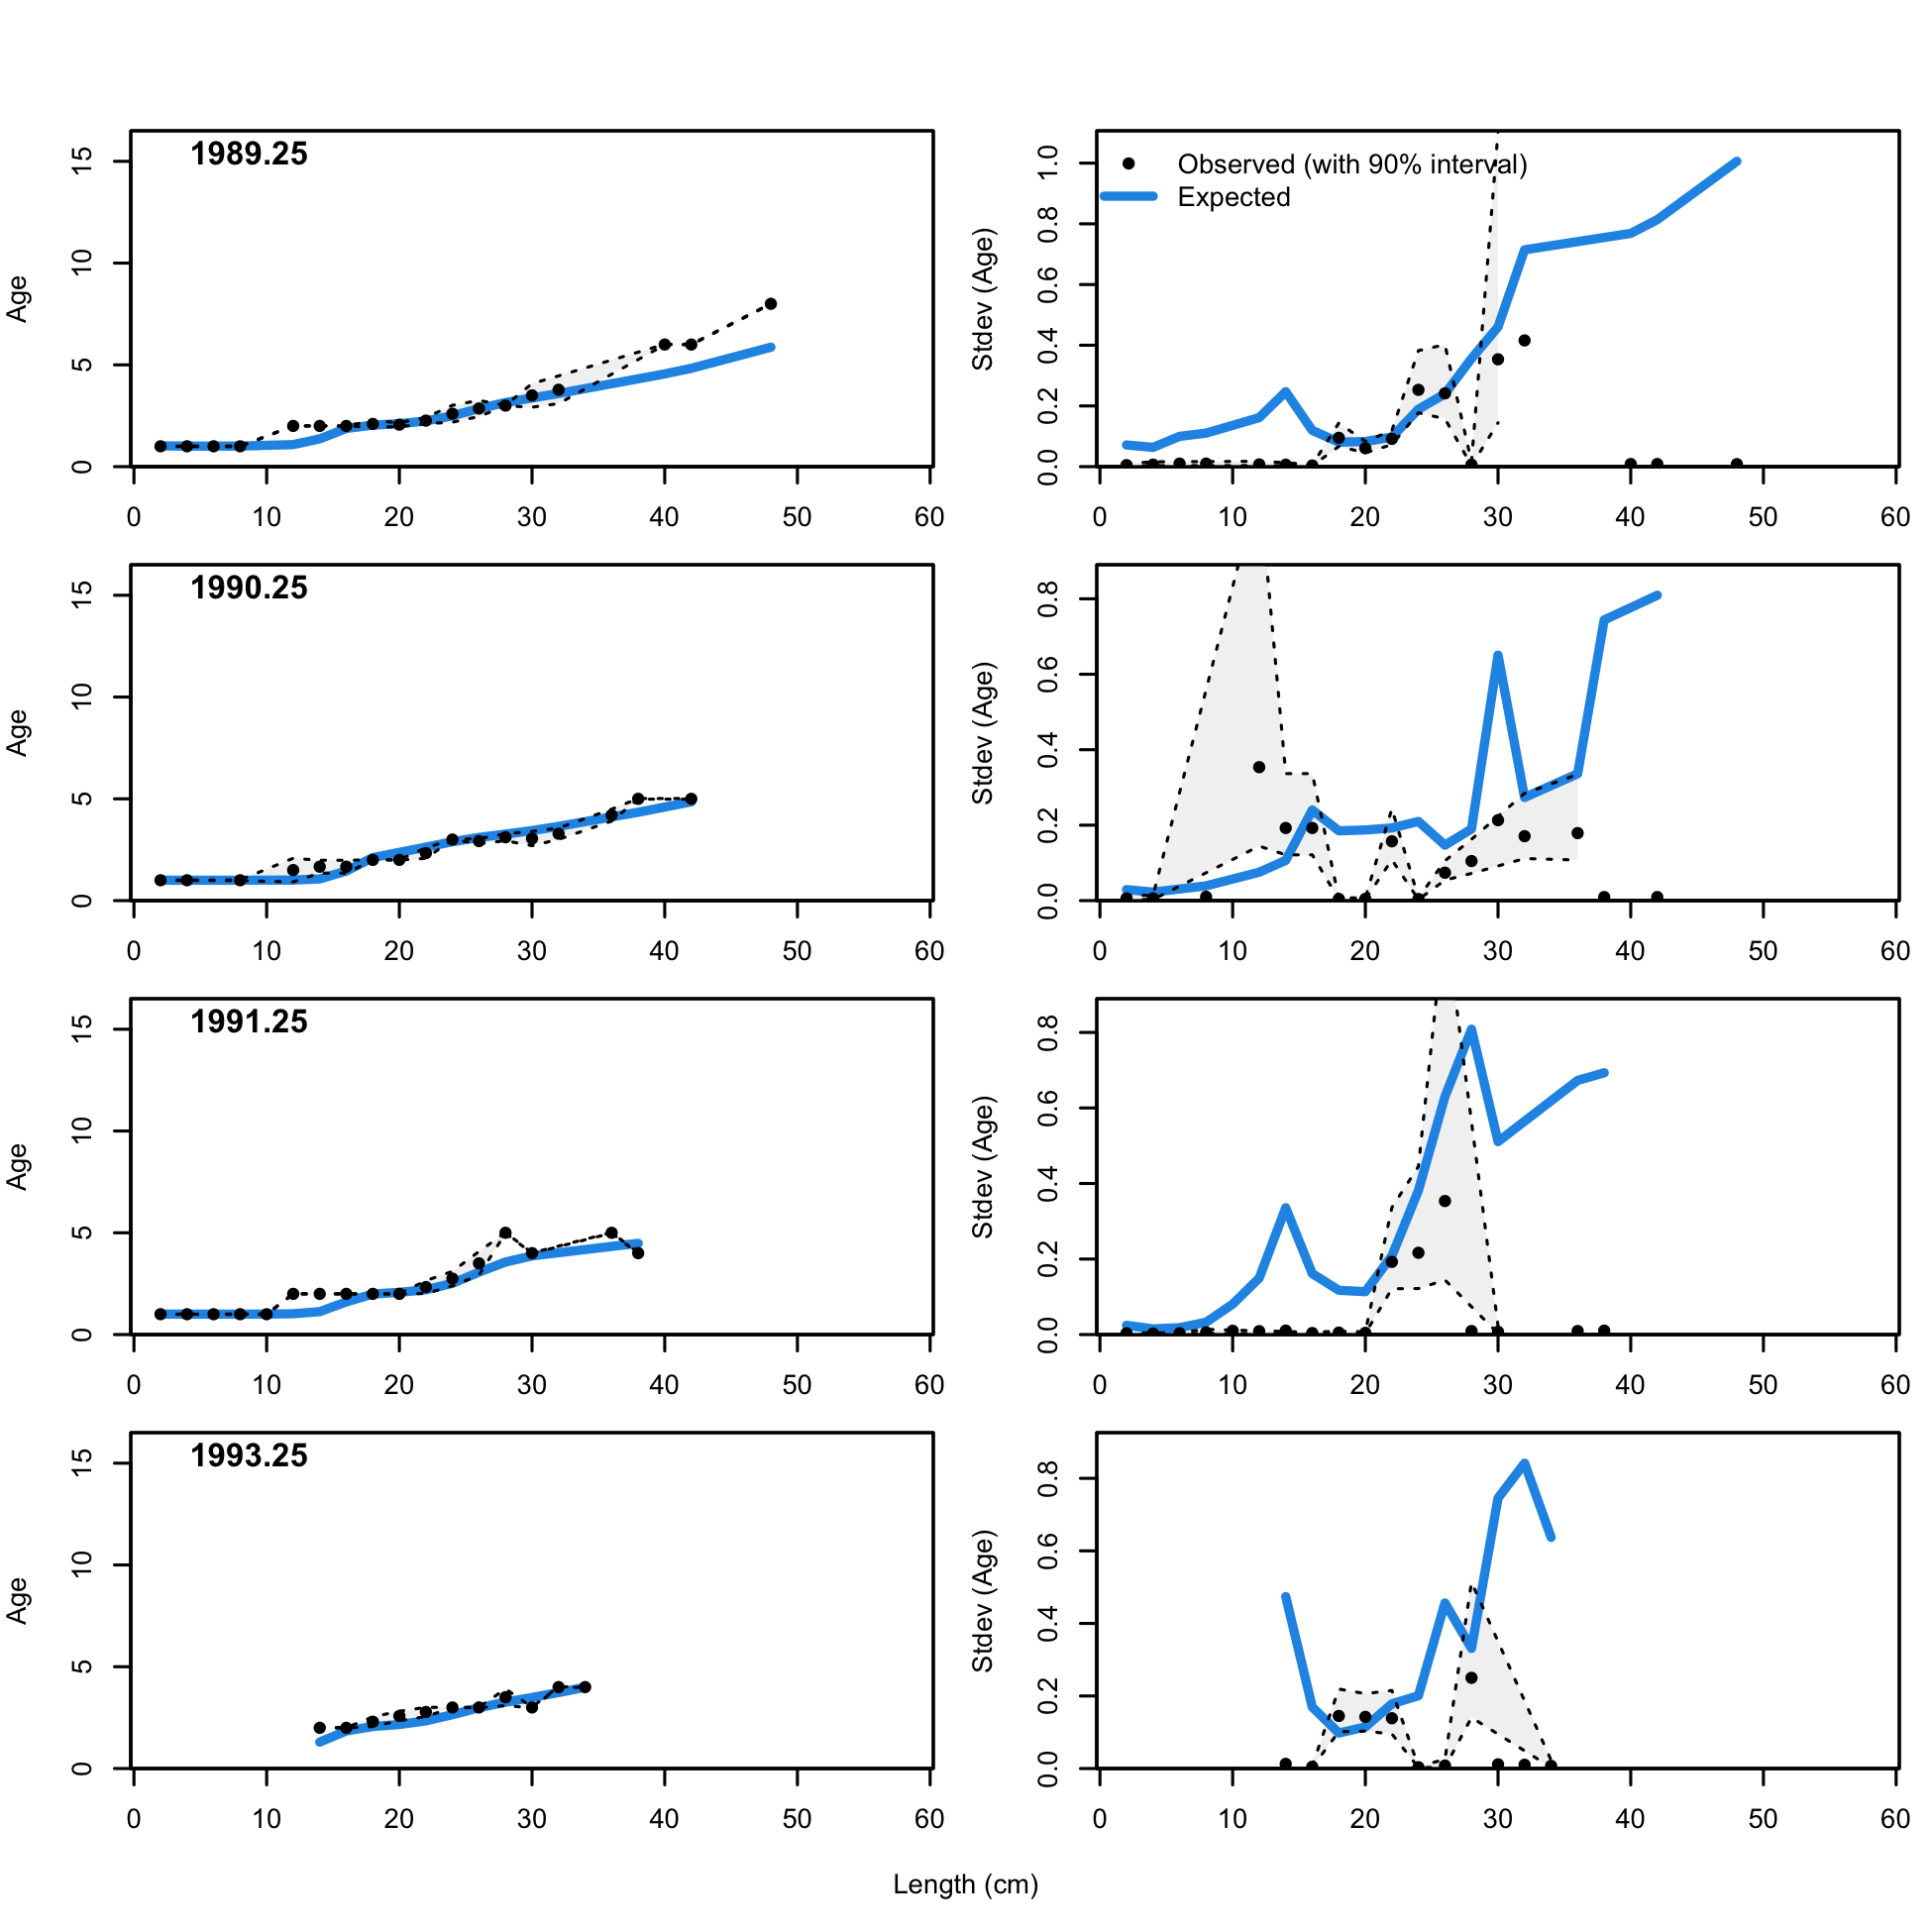 1989.25
Age
0 5 10 15
0 10 20 30 40 50 60
Observed (with 90% interval)
Expected
Stdev (Age)
0.0 0.2 0.4 0.6 0.8 1.0
0 10 20 30 40 50 60
1990.25
Age
0 5 10 15
0 10 20 30 40 50 60
Stdev (Age)
0.0 0.2 0.4 0.6 0.8
0 10 20 30 40 50 60
1991.25
Age
0 5 10 15
0 10 20 30 40 50 60
Stdev (Age)
0.0 0.2 0.4 0.6 0.8
0 10 20 30 40 50 60
1993.25
Age
0 5 10 15
0 10 20 30 40 50 60
Stdev (Age)
0.0 0.2 0.4 0.6 0.8
0 10 20 30 40 50 60
Length (cm)